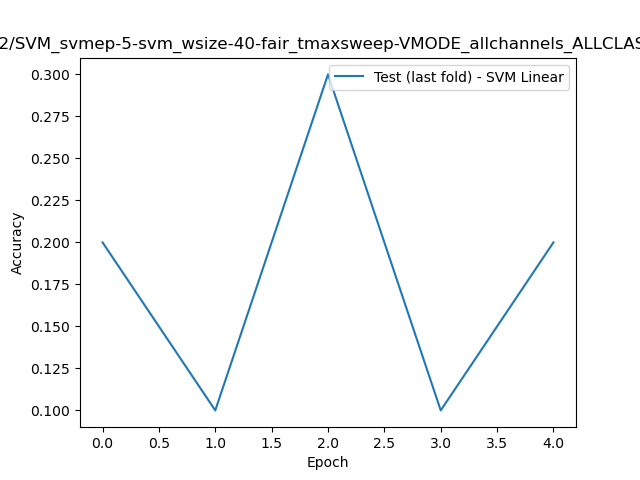 2/SVM_svmep-5-svm_wsize-40-fair_tmaxsweep-VMODE_allchannels_ALLCLAS
Test (last fold) - SVM Linear
0.300
0.275
0.250
0.225
0.200
0.175
0.150
0.125
0.100
Accuracy
0.0 0.5 1.0 1.5 2.0 2.5 3.0 3.5 4.0
Epoch